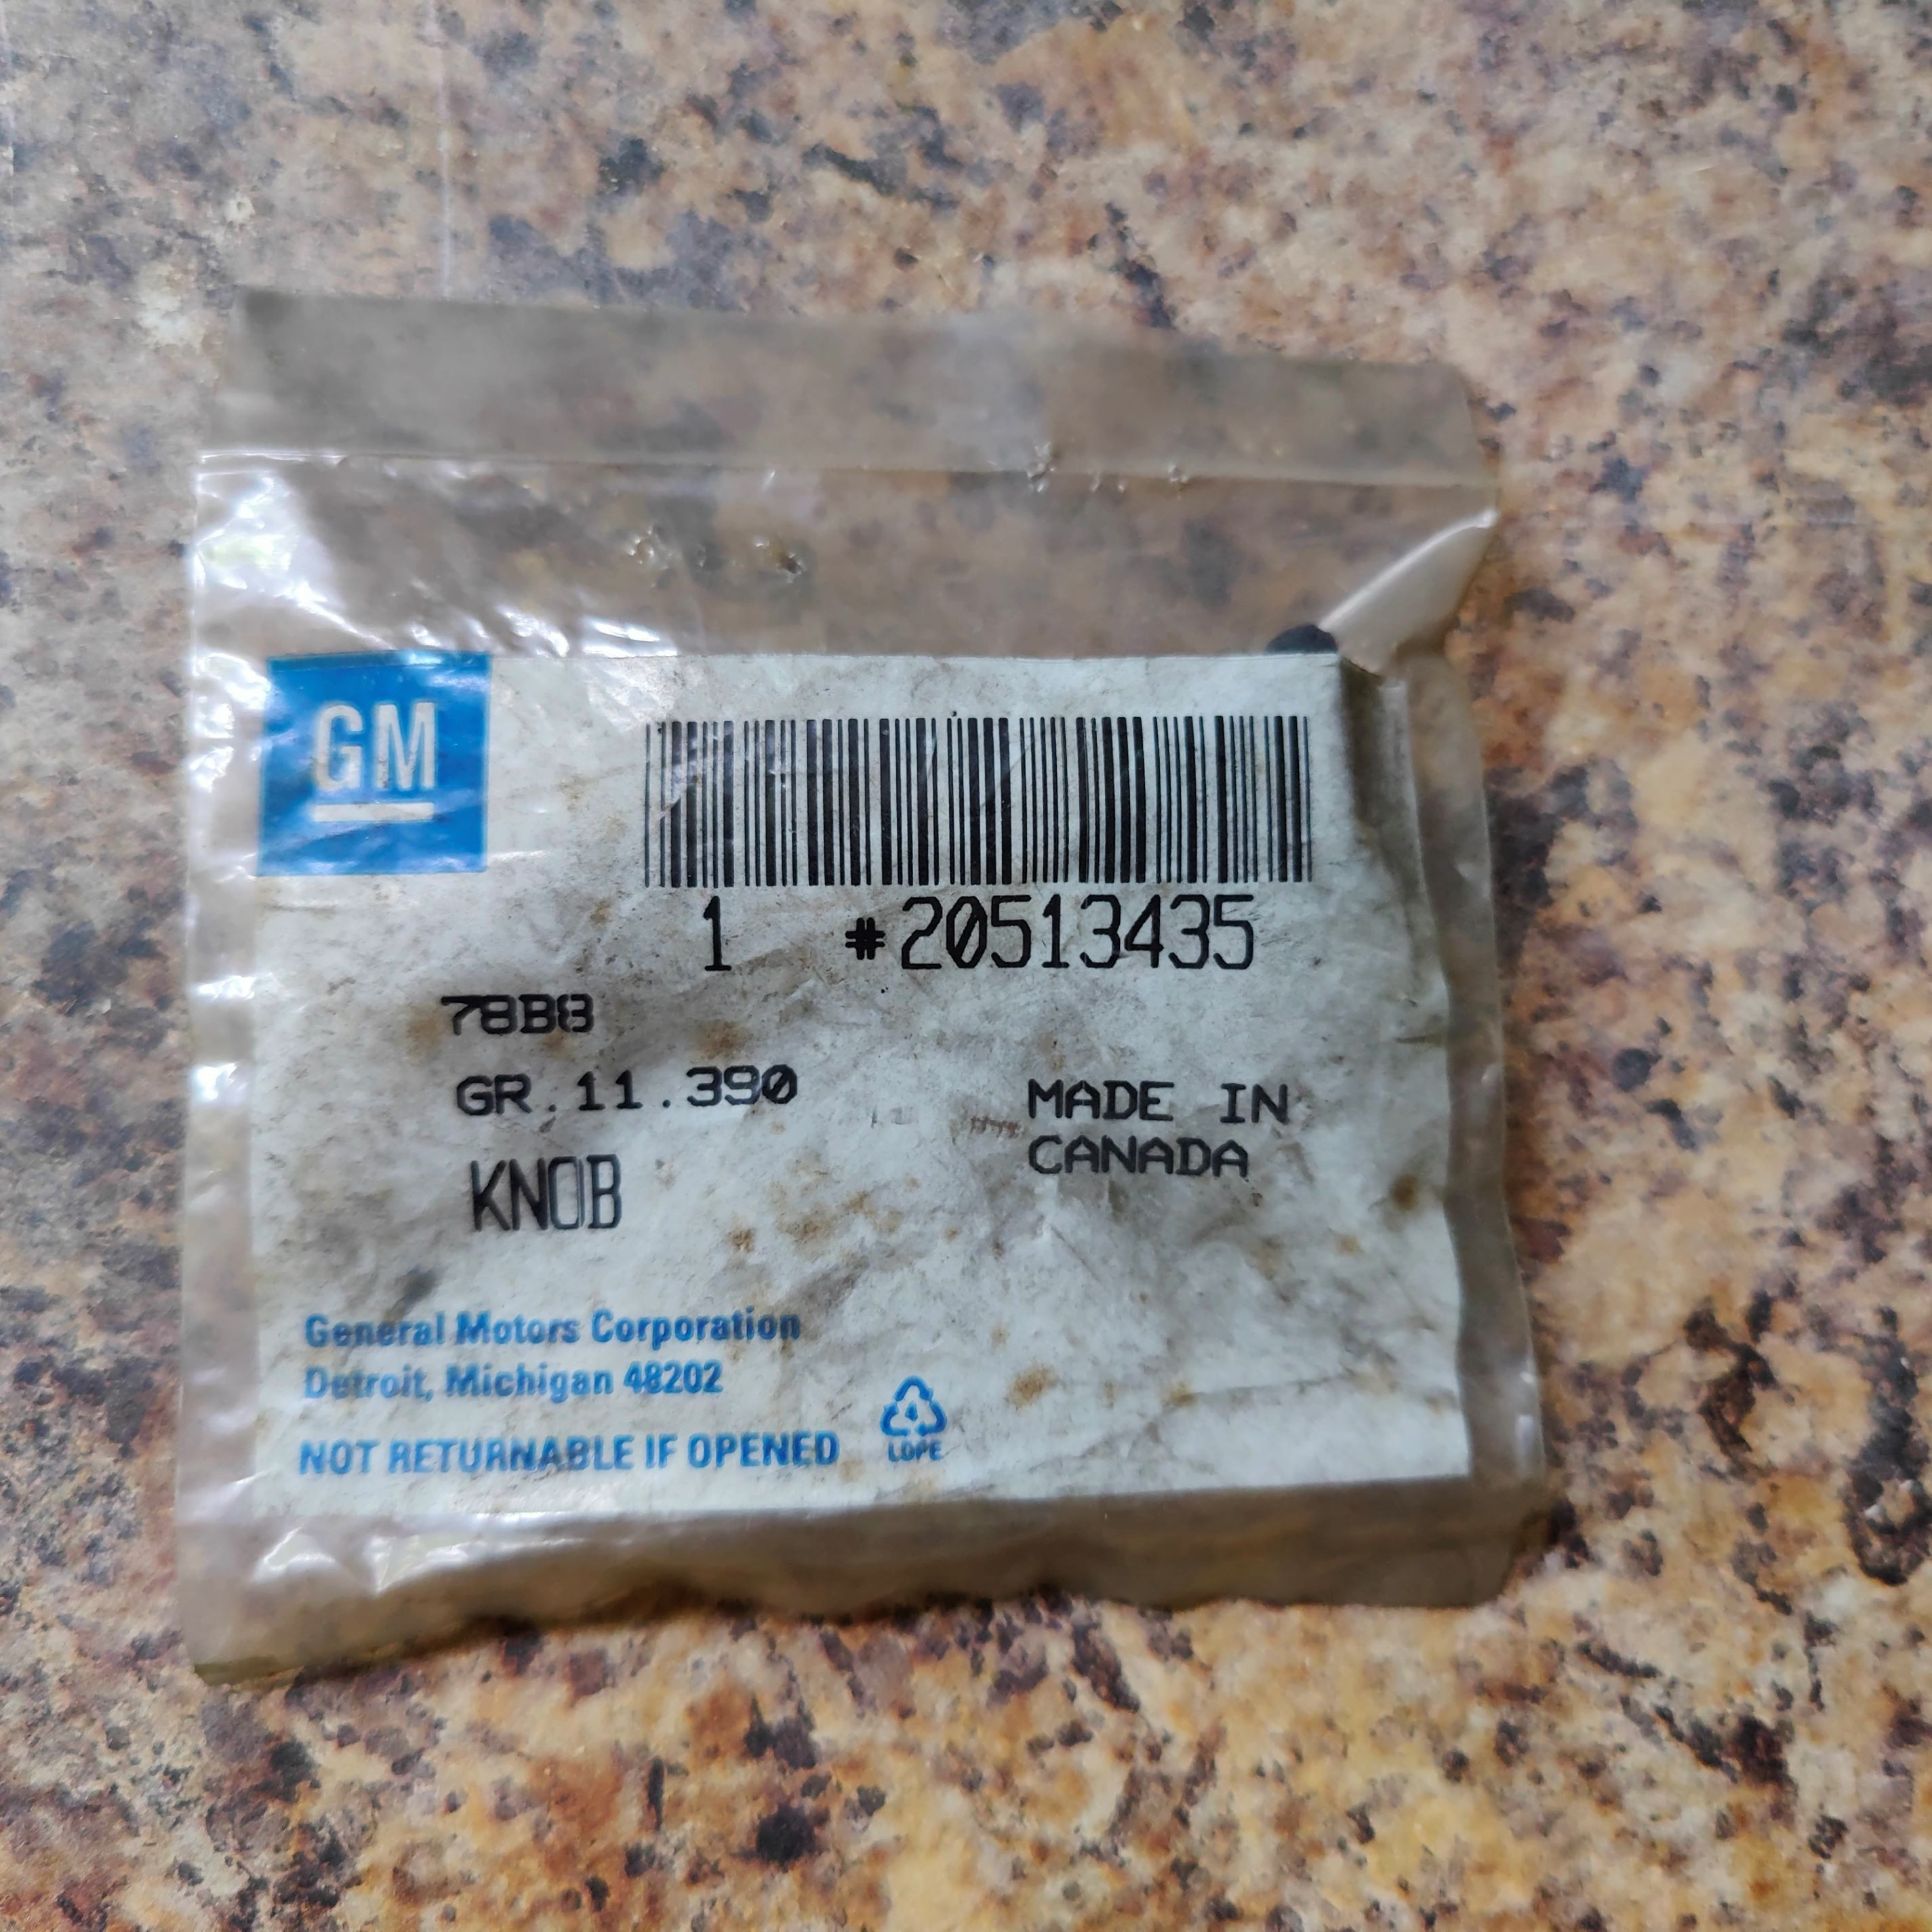 GM
1 #20513435
78B8
GR.11.390
MADE IN
CANADA
KNOB
General Motors Corporation
Detroit, Michigan 48202
NOT RETURNABLE IF OPENED
4
LDPE